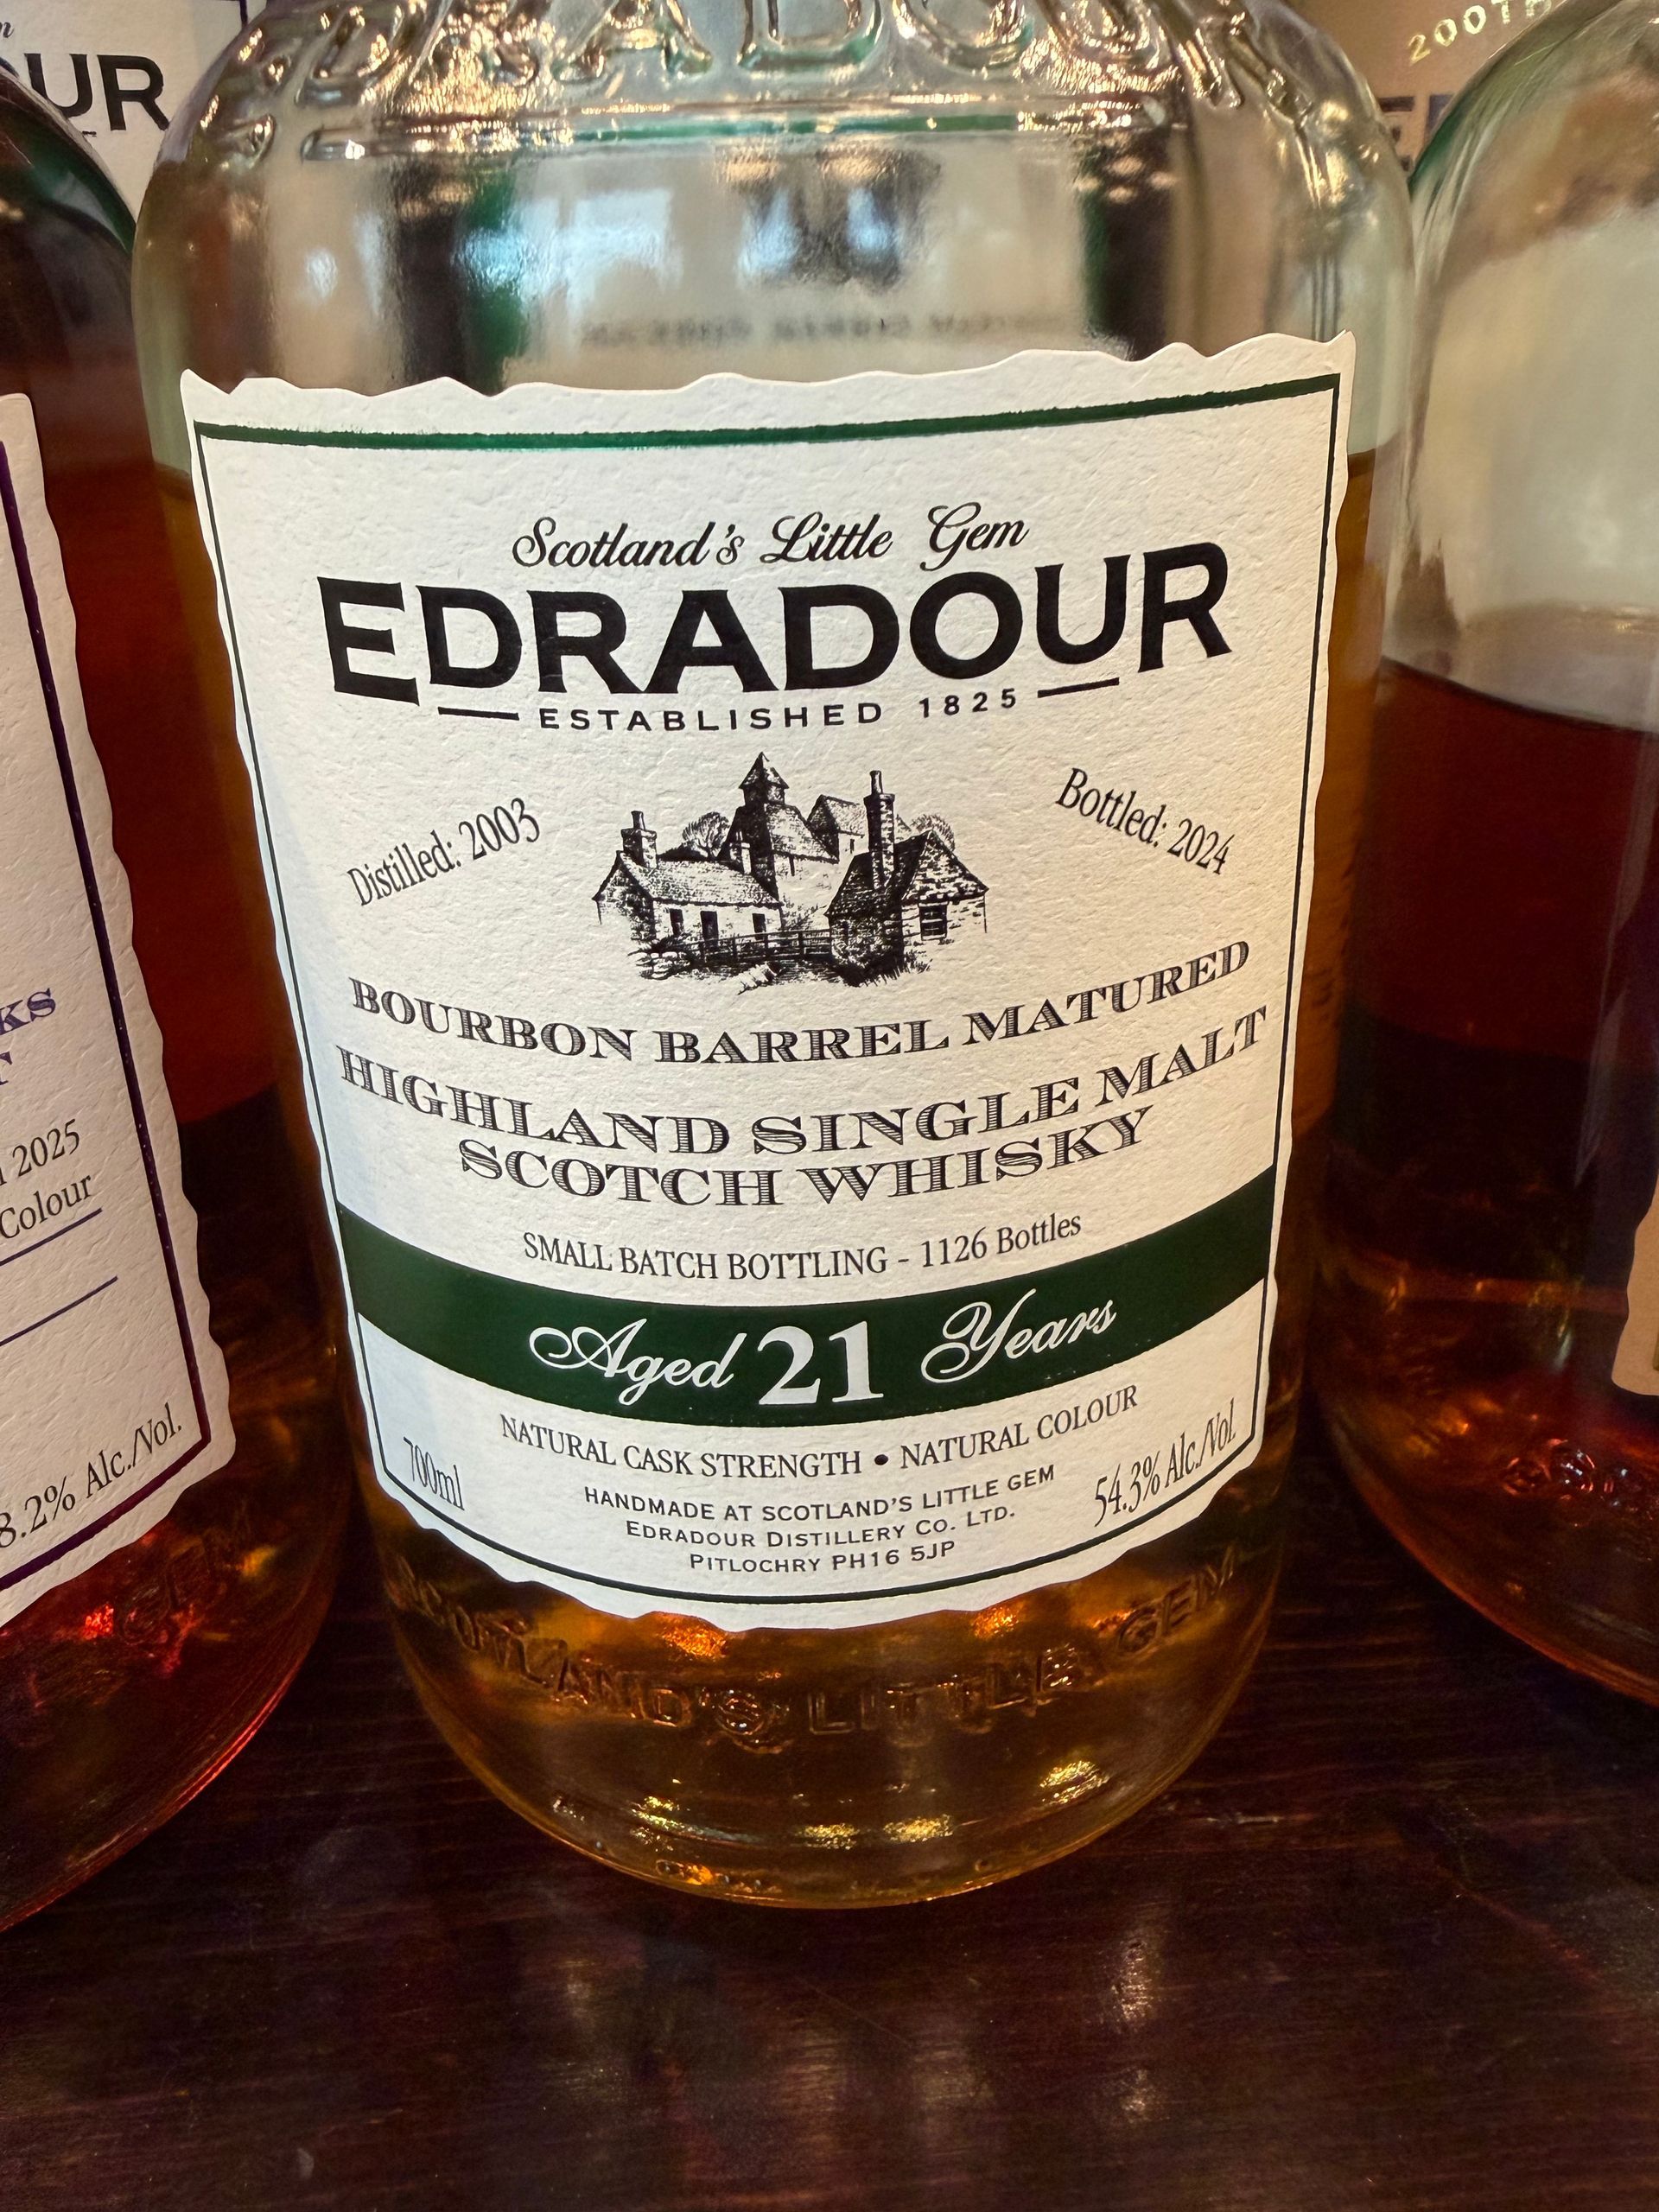 OUR
200TH
Scotland's Little Gem
EDRADOUR
ESTABLISHED 1825
Distilled: 2003
Bottled: 2024
BOURBON BARREL MATURED
HIGHLAND SINGLE MALT
SCOTCH WHISKY
SMALL BATCH BOTTLING - 1126 Bottles
Aged 21 Years
NATURAL CASK STRENGTH • NATURAL COLOUR
700ml
54.3% Alc./Vol.
HANDMADE AT SCOTLAND'S LITTLE GEM
EDRADOUR DISTILLERY CO. LTD.
PITLOCHRY PH16 5JP
SCOTLAND'S LITTLE GEM
2025
Colour
8.2% Alc./Vol.